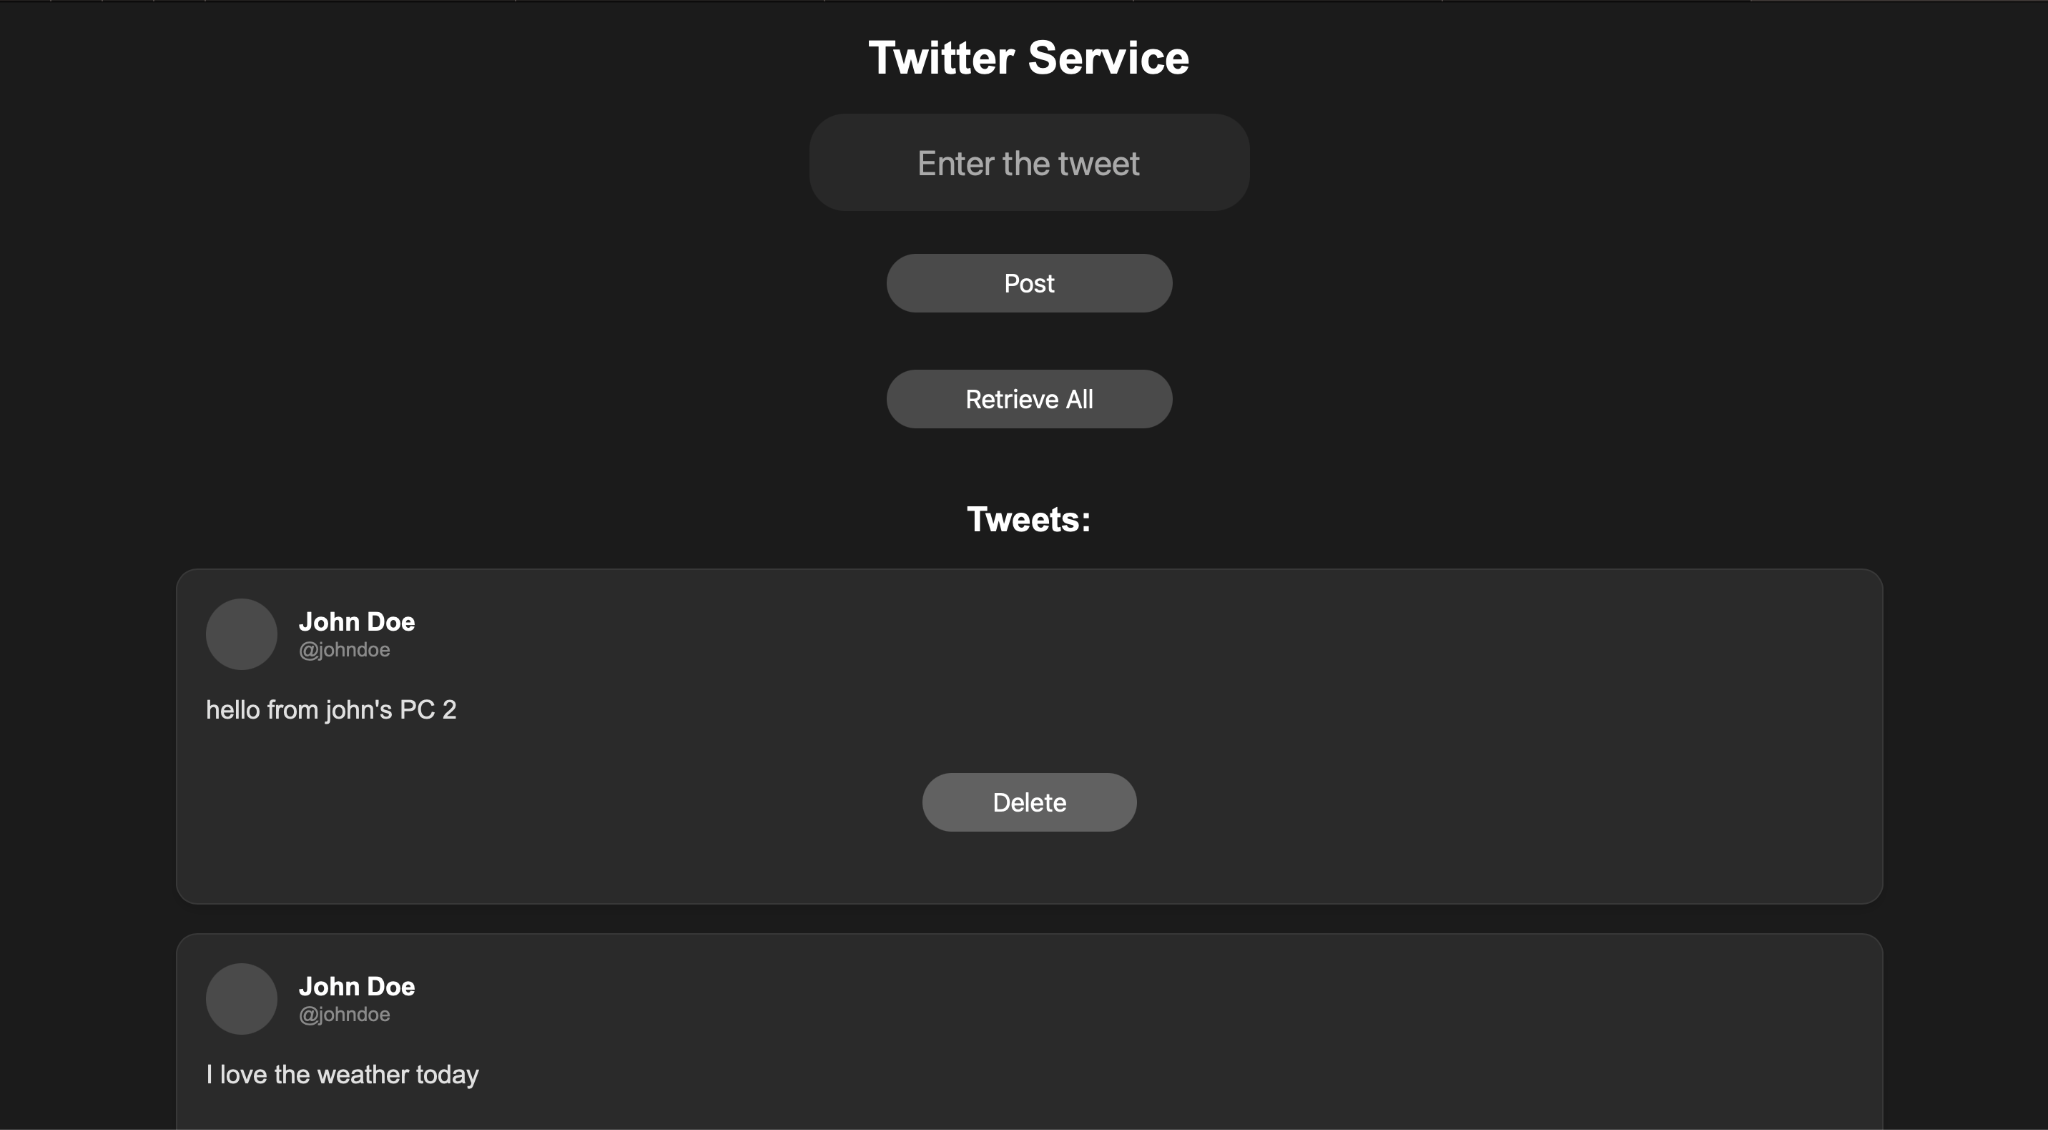 Twitter Service
Enter the tweet
Post
Retrieve All
Tweets:
John Doe
@johndoe
hello from john's PC 2
Delete
John Doe
@johndoe
I love the weather today